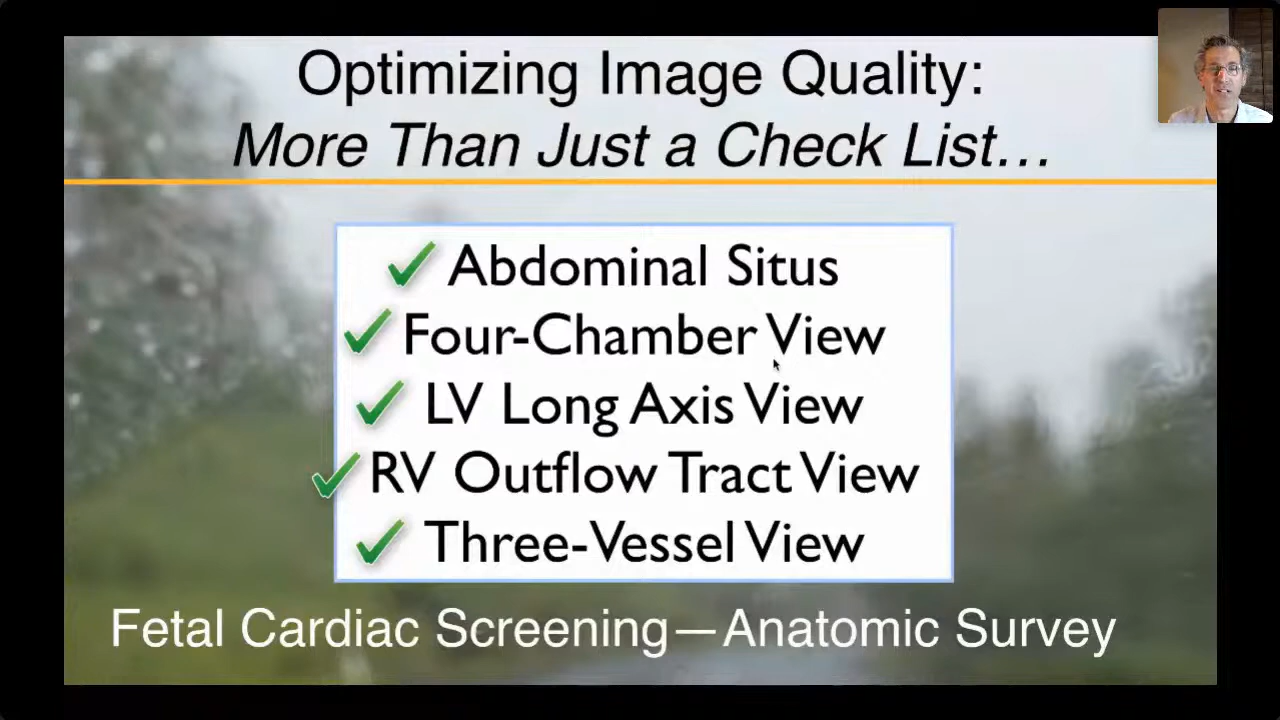 Optimizing Image Quality:
More Than Just a Check List…
Abdominal Situs
Four-Chamber View
LV Long Axis View
RV Outflow Tract View
Three-Vessel View
Fetal Cardiac Screening—Anatomic Survey